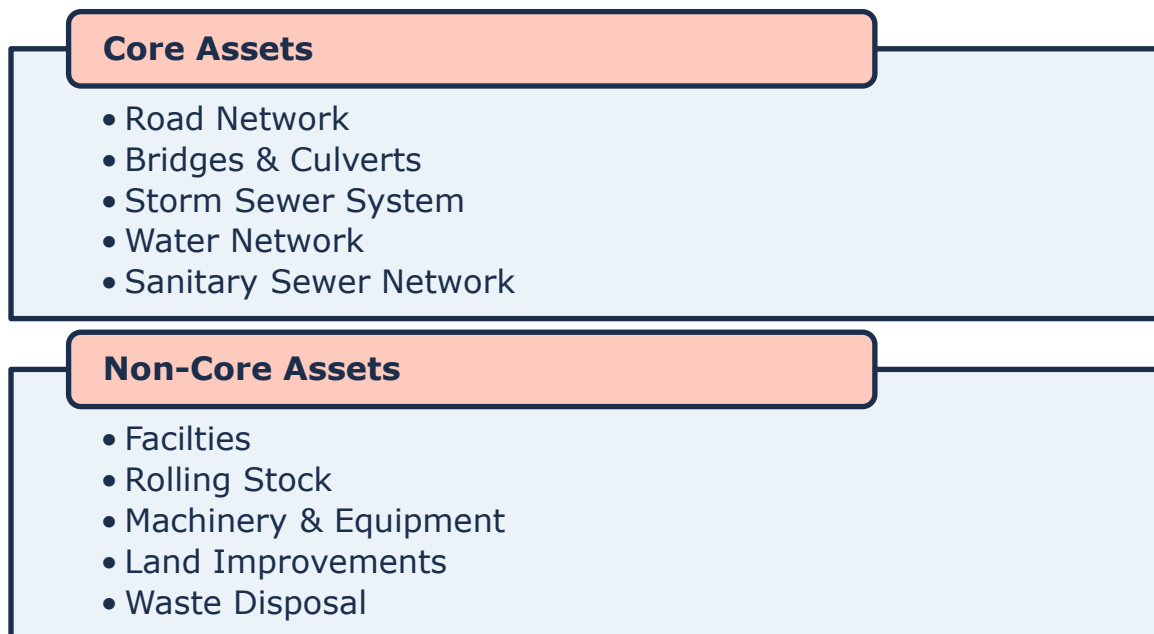 Core Assets
• Road Network
• Bridges & Culverts
• Storm Sewer System
• Water Network
• Sanitary Sewer Network
Non-Core Assets
• Facilties
• Rolling Stock
• Machinery & Equipment
• Land Improvements
• Waste Disposal